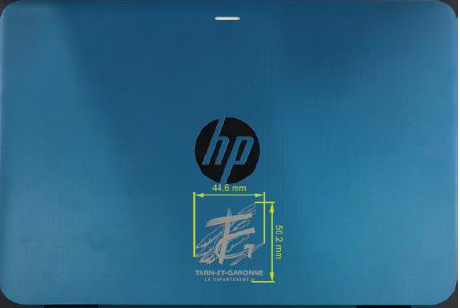 hp
44.6 mm
50.2 mm
TARN-ET-GARONNE
LE DÉPARTEMENT